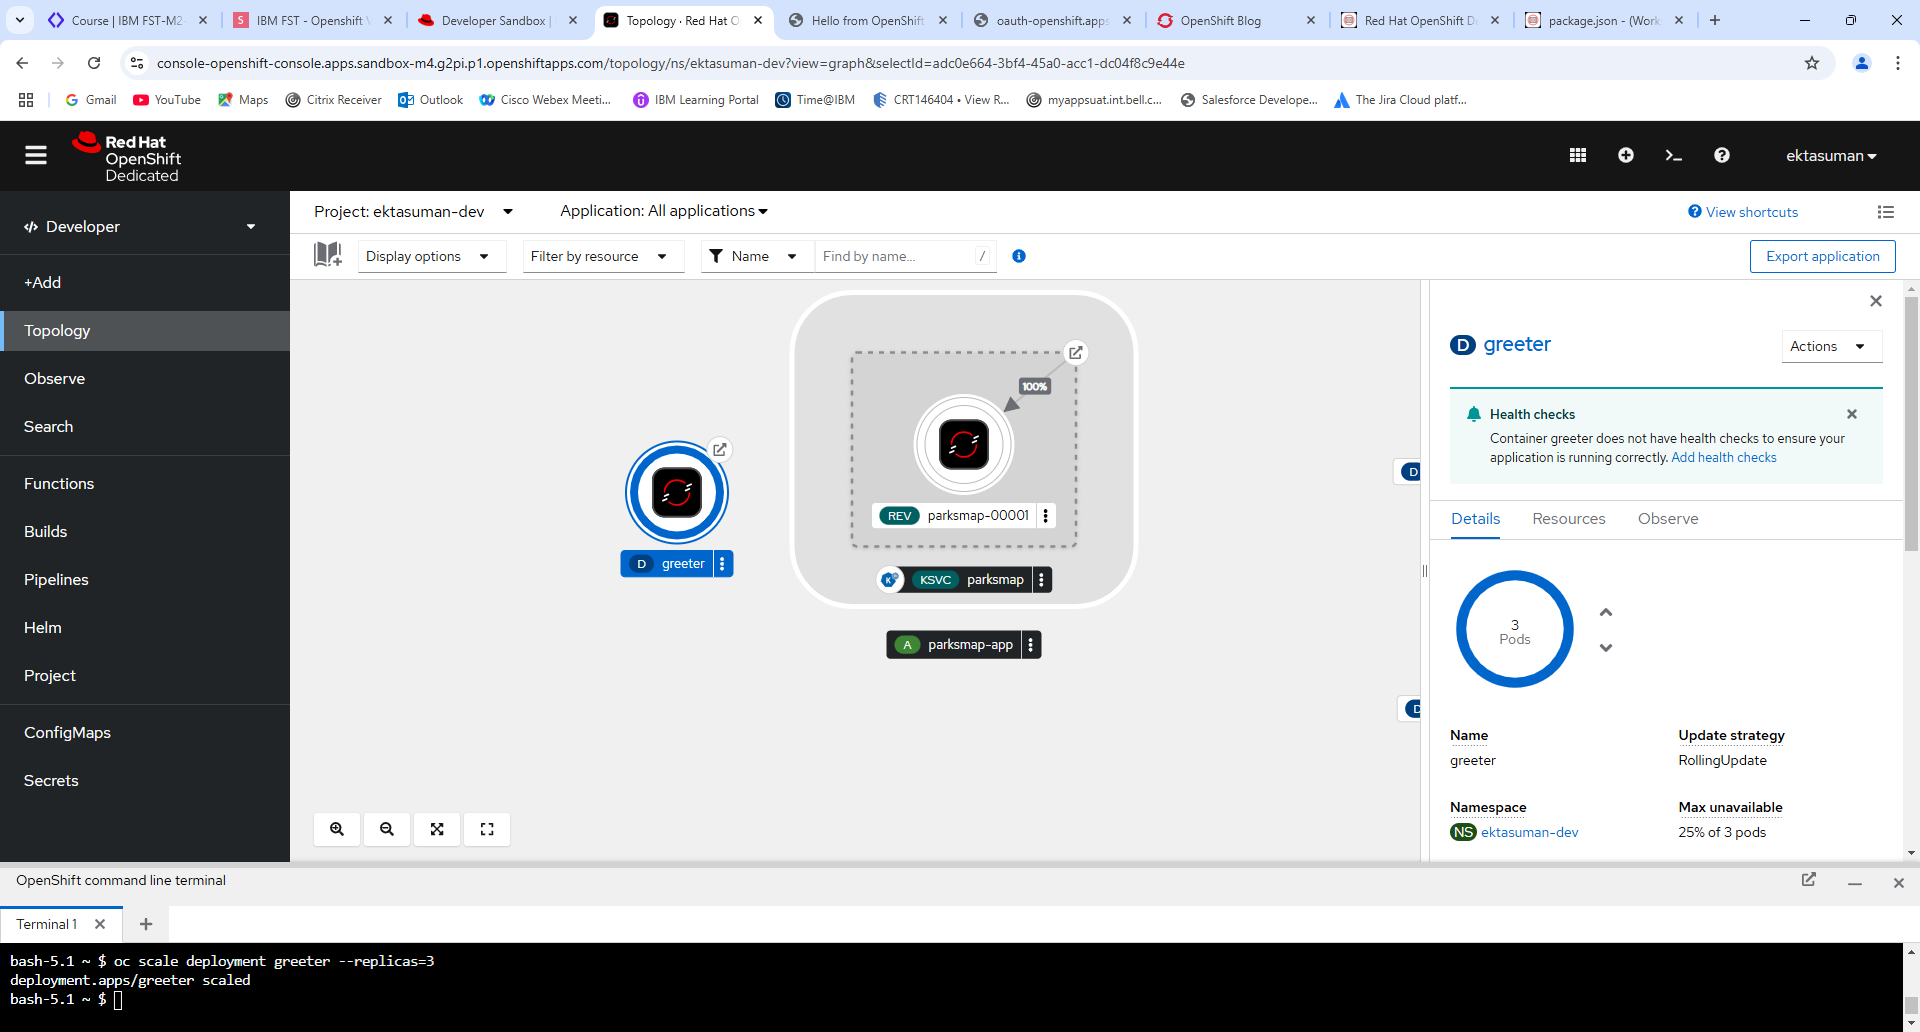 Course | IBM FST-M2-
IBM FST - Openshift V
Developer Sandbox |
Topology · Red Hat O
Hello from OpenShift
oauth-openshift.apps
OpenShift Blog
Red Hat OpenShift D
package.json - (Work
console-openshift-console.apps.sandbox-m4.g2pi.p1.openshiftapps.com/topology/ns/ektasuman-dev?view=graph&selectId=adc0e664-3bf4-45a0-acc1-dc04f8c9e44e
Gmail
YouTube
Maps
Citrix Receiver
Outlook
Cisco Webex Meeti...
IBM Learning Portal
Time@IBM
CRT146404 • View R...
myappsuat.int.bell.c...
Salesforce Develope...
The Jira Cloud platf...
Red Hat
OpenShift
Dedicated
ektasuman
Developer
+Add
Topology
Observe
Search
Functions
Builds
Pipelines
Helm
Project
ConfigMaps
Secrets
Project: ektasuman-dev
Application: All applications
View shortcuts
Display options
Filter by resource
Name
Find by name...
/
Export application
D greeter
100%
REV parksmap-00001
KSVC parksmap
A parksmap-app
D
D
D greeter
Actions
Health checks
Container greeter does not have health checks to ensure your
application is running correctly. Add health checks
Details
Resources
Observe
3
Pods
Name
greeter
Update strategy
RollingUpdate
Namespace
NS ektasuman-dev
Max unavailable
25% of 3 pods
OpenShift command line terminal
Terminal 1
bash-5.1 ~ $ oc scale deployment greeter --replicas=3
deployment.apps/greeter scaled
bash-5.1 ~ $